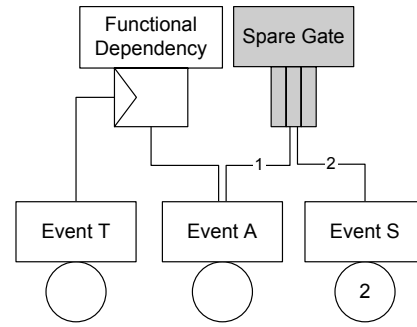 Functional
Dependency
Spare Gate
1
2
Event T
Event A
Event S
2